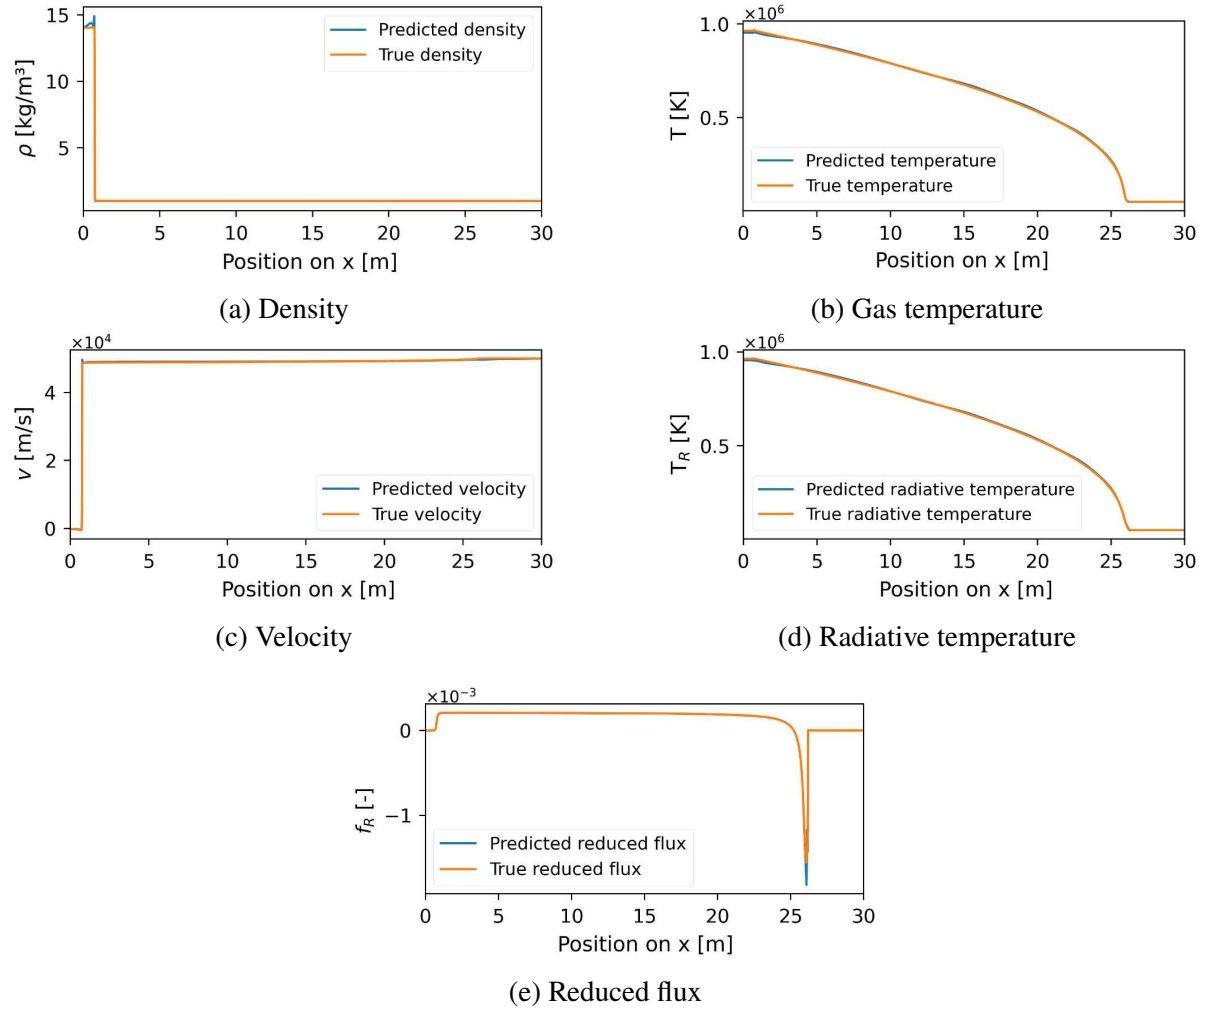 15
10
5
ρ [kg/m³]
Predicted density
True density
0 5 10 15 20 25 30
Position on x [m]
(a) Density
×10⁶
1.0
0.5
T [K]
Predicted temperature
True temperature
0 5 10 15 20 25 30
Position on x [m]
(b) Gas temperature
×10⁴
4
2
0
v [m/s]
Predicted velocity
True velocity
0 5 10 15 20 25 30
Position on x [m]
(c) Velocity
×10⁶
1.0
0.5
T_R [K]
Predicted radiative temperature
True radiative temperature
0 5 10 15 20 25 30
Position on x [m]
(d) Radiative temperature
×10⁻³
0
−1
f_R [-]
Predicted reduced flux
True reduced flux
0 5 10 15 20 25 30
Position on x [m]
(e) Reduced flux